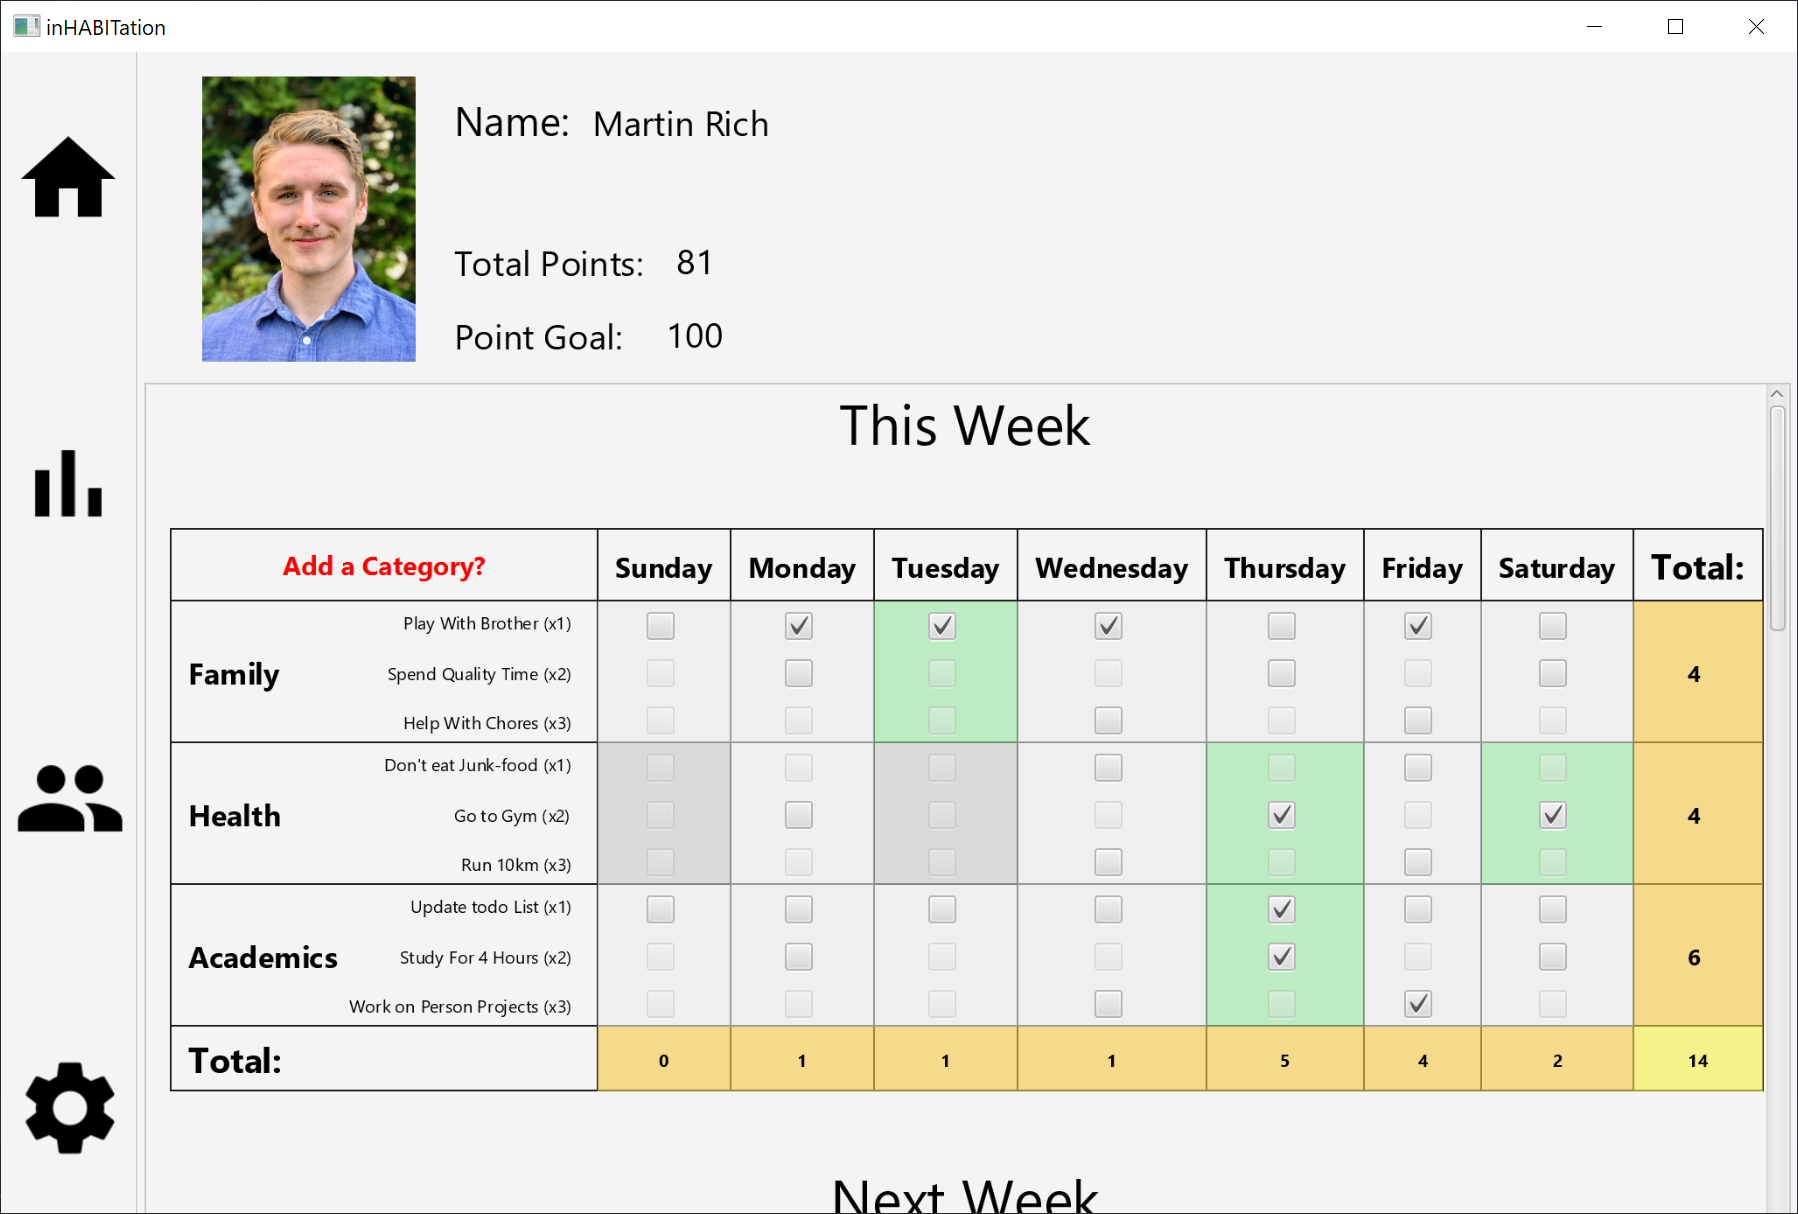 inHABITation
Name: Martin Rich
Total Points: 81
Point Goal: 100
This Week
Add a Category? Sunday Monday Tuesday Wednesday Thursday Friday Saturday Total:
Play With Brother (x1)
Family Spend Quality Time (x2) 4
Help With Chores (x3)
Don't eat Junk-food (x1)
Health Go to Gym (x2) 4
Run 10km (x3)
Update todo List (x1)
Academics Study For 4 Hours (x2) 6
Work on Person Projects (x3)
Total: 0 1 1 1 5 4 2 14
Next Week